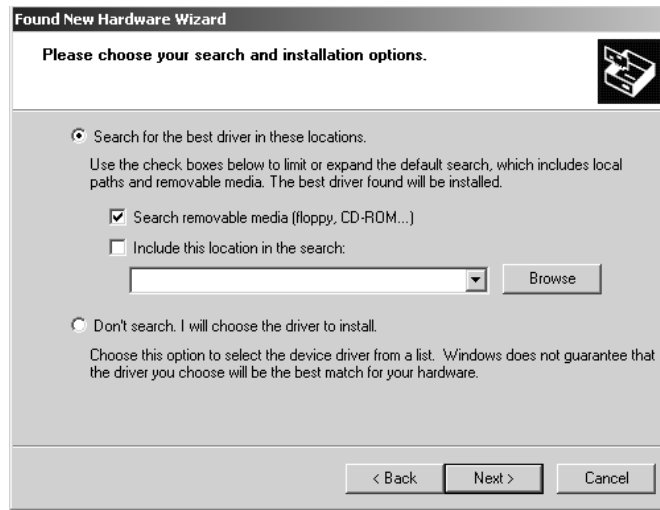 Found New Hardware Wizard
Please choose your search and installation options.
Search for the best driver in these locations.
Use the check boxes below to limit or expand the default search, which includes local
paths and removable media. The best driver found will be installed.
Search removable media (floppy, CD-ROM...)
Include this location in the search:
Browse
Don't search. I will choose the driver to install.
Choose this option to select the device driver from a list. Windows does not guarantee that
the driver you choose will be the best match for your hardware.
< Back Next > Cancel